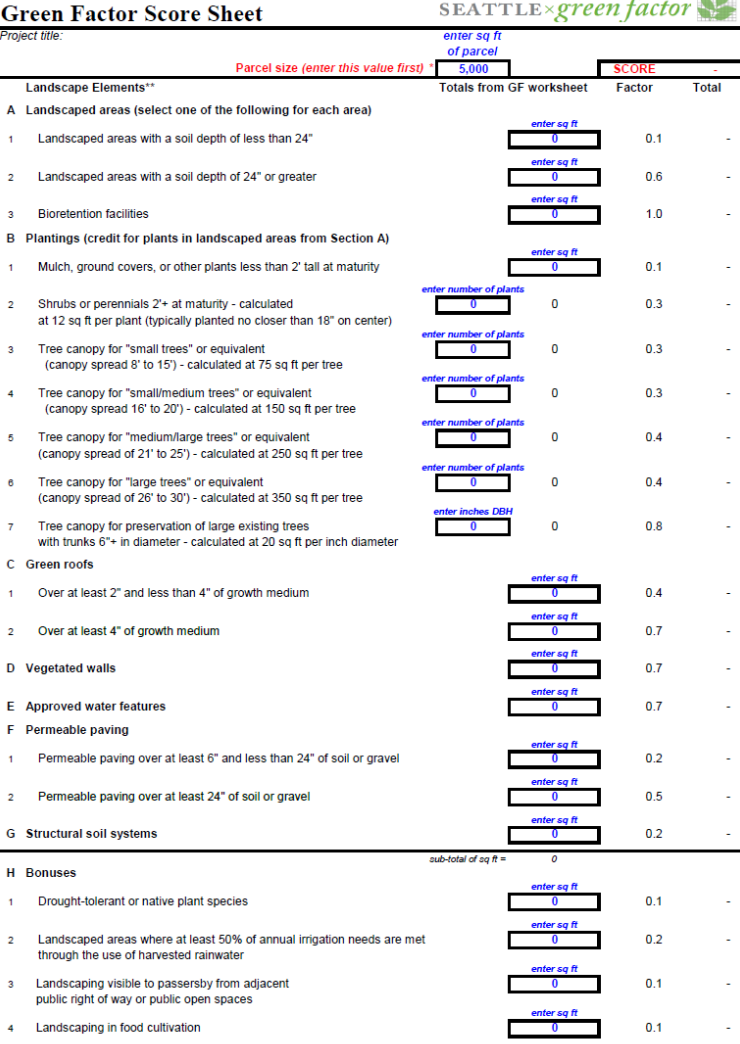 Green Factor Score Sheet
SEATTLE×green factor
Project title:
enter sq ft
of parcel
Parcel size (enter this value first) *
5,000
SCORE
-
Landscape Elements**
Totals from GF worksheet
Factor
Total
A Landscaped areas (select one of the following for each area)
enter sq ft
1 Landscaped areas with a soil depth of less than 24" 0 0.1 -
enter sq ft
2 Landscaped areas with a soil depth of 24" or greater 0 0.6 -
enter sq ft
3 Bioretention facilities 0 1.0 -
B Plantings (credit for plants in landscaped areas from Section A)
enter sq ft
1 Mulch, ground covers, or other plants less than 2' tall at maturity 0 0.1 -
enter number of plants
2 Shrubs or perennials 2'+ at maturity - calculated 0 0 0.3 -
at 12 sq ft per plant (typically planted no closer than 18" on center)
enter number of plants
3 Tree canopy for "small trees" or equivalent 0 0 0.3 -
(canopy spread 8' to 15') - calculated at 75 sq ft per tree
enter number of plants
4 Tree canopy for "small/medium trees" or equivalent 0 0 0.3 -
(canopy spread 16' to 20') - calculated at 150 sq ft per tree
enter number of plants
5 Tree canopy for "medium/large trees" or equivalent 0 0 0.4 -
(canopy spread of 21' to 25') - calculated at 250 sq ft per tree
enter number of plants
6 Tree canopy for "large trees" or equivalent 0 0 0.4 -
(canopy spread of 26' to 30') - calculated at 350 sq ft per tree
enter inches DBH
7 Tree canopy for preservation of large existing trees 0 0 0.8 -
with trunks 6"+ in diameter - calculated at 20 sq ft per inch diameter
C Green roofs
enter sq ft
1 Over at least 2" and less than 4" of growth medium 0 0.4 -
enter sq ft
2 Over at least 4" of growth medium 0 0.7 -
enter sq ft
D Vegetated walls 0 0.7 -
enter sq ft
E Approved water features 0 0.7 -
F Permeable paving
enter sq ft
1 Permeable paving over at least 6" and less than 24" of soil or gravel 0 0.2 -
enter sq ft
2 Permeable paving over at least 24" of soil or gravel 0 0.5 -
enter sq ft
G Structural soil systems 0 0.2 -
sub-total of sq ft = 0
H Bonuses
enter sq ft
1 Drought-tolerant or native plant species 0 0.1 -
enter sq ft
2 Landscaped areas where at least 50% of annual irrigation needs are met 0 0.2 -
through the use of harvested rainwater
enter sq ft
3 Landscaping visible to passersby from adjacent 0 0.1 -
public right of way or public open spaces
enter sq ft
4 Landscaping in food cultivation 0 0.1 -